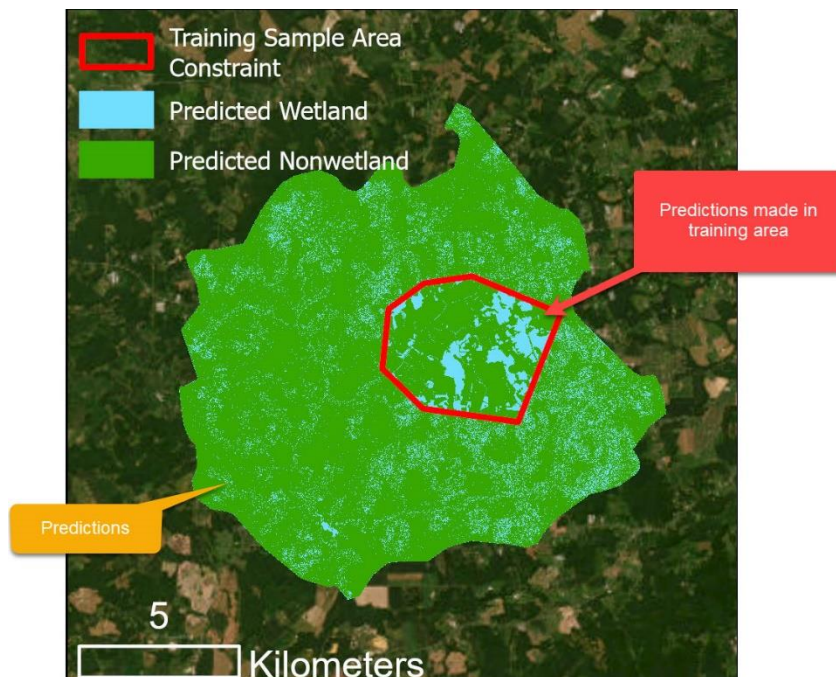 Training Sample Area
Constraint
Predicted Wetland
Predicted Nonwetland
Predictions made in
training area
Predictions
5
Kilometers